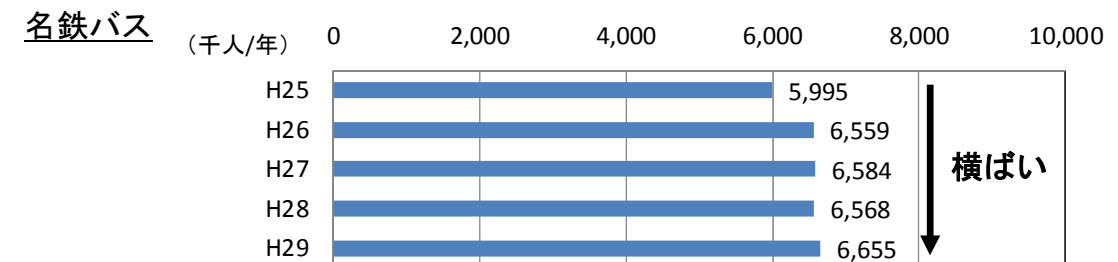 名鉄バス
（千人/年） 0 2,000 4,000 6,000 8,000 10,000
H25 5,995
H26 6,559
H27 6,584
H28 6,568
H29 6,655
横ばい